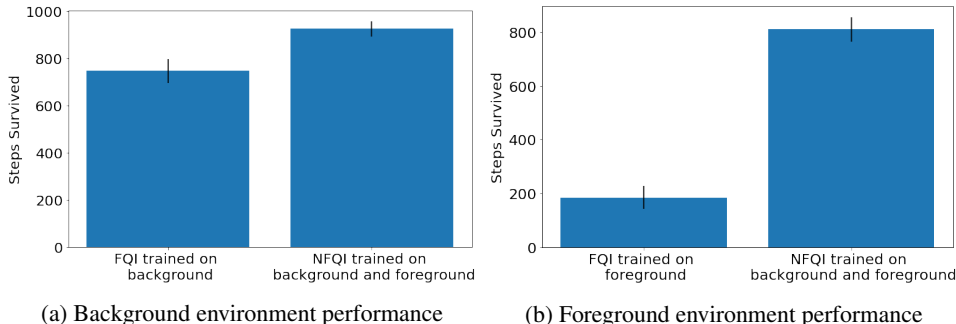 1000
800
600
400
200
0
Steps Survived
FQI trained on
background
NFQI trained on
background and foreground
(a) Background environment performance
800
600
400
200
0
Steps Survived
FQI trained on
foreground
NFQI trained on
background and foreground
(b) Foreground environment performance